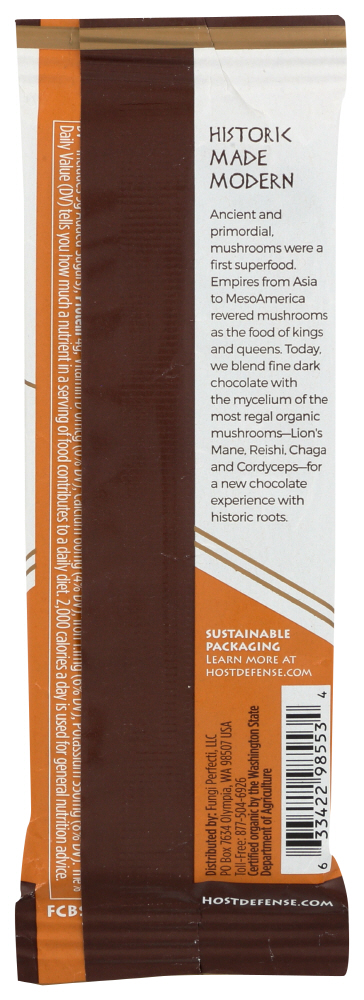 HISTORIC
MADE
MODERN
Ancient and
primordial,
mushrooms were a
first superfood.
Empires from Asia
to MesoAmerica
revered mushrooms
as the food of kings
and queens. Today,
we blend fine dark
chocolate with
the mycelium of the
most regal organic
mushrooms—Lion's
Mane, Reishi, Chaga
and Cordyceps—for
a new chocolate
experience with
historic roots.
SUSTAINABLE
PACKAGING
LEARN MORE AT
HOSTDEFENSE.COM
Distributed by: Fungi Perfecti, LLC
PO Box 7634 Olympia, WA 98507 USA
Toll-Free: 877-504-6926
Certified organic by the Washington State
Department of Agriculture
6 33422 98553 4
HOSTDEFENSE.COM
Daily Value (DV) tells you how much a nutrient in a serving of food contributes to a daily diet. 2,000 calories a day is used for general nutrition advice.
FCBS